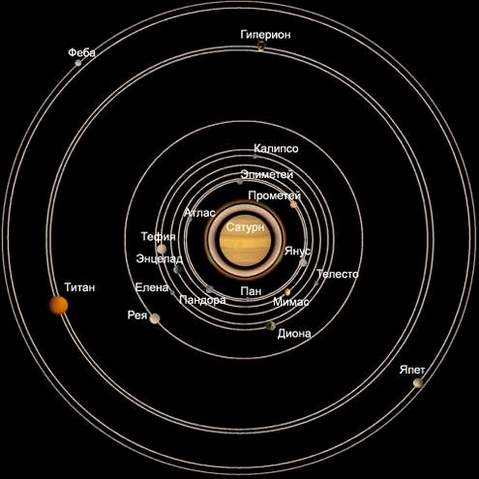 Гиперион
Феба
Калипсо
Эпиметей
Прометей
Атлас
Сатурн
Тефия
Янус
Энцелад
Телесто
Титан
Елена
Пан
Пандора
Мимас
Рея
Диона
Япет